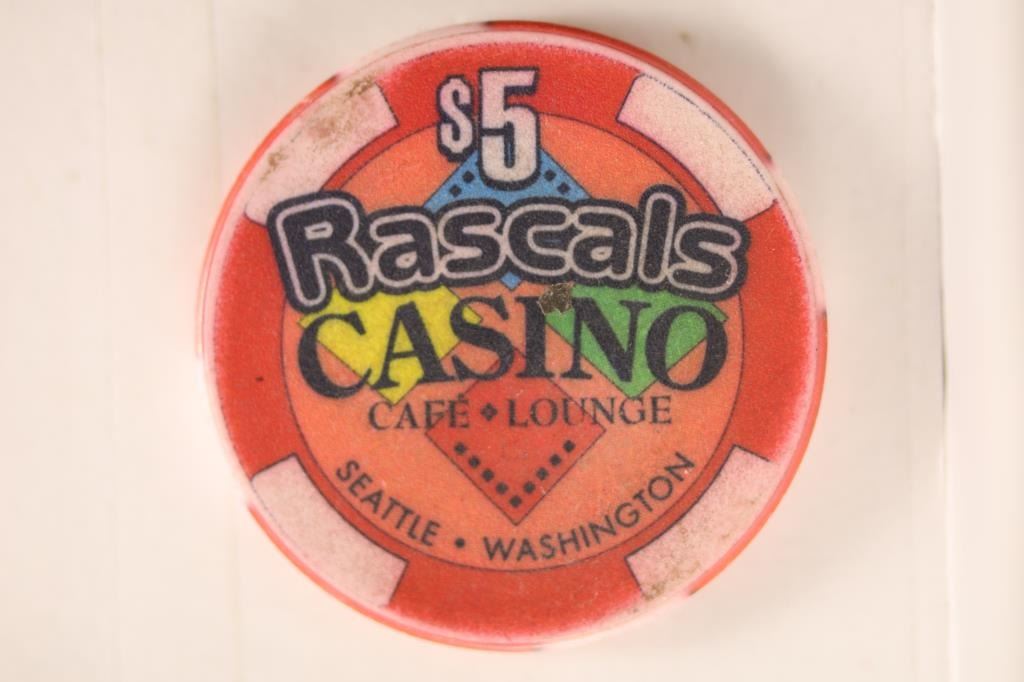 $5
Rascals
CASINO
CAFÉ • LOUNGE
SEATTLE • WASHINGTON